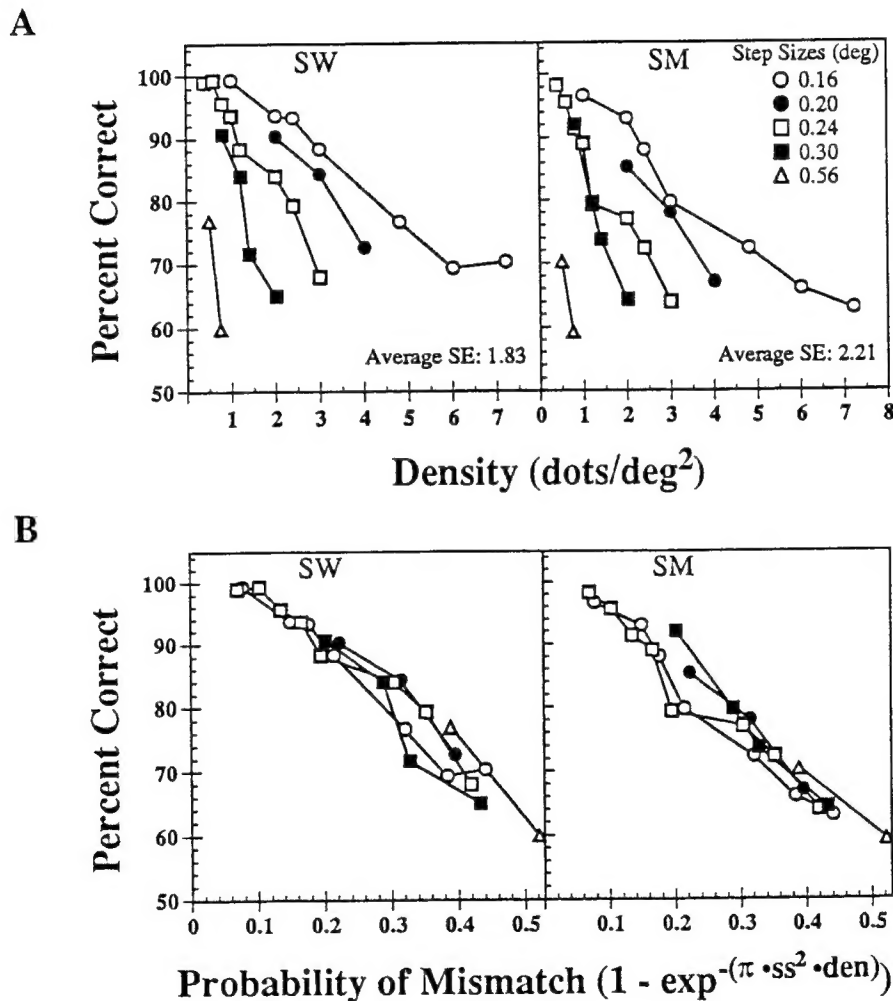 A
SW
SM
Step Sizes (deg)
0.16
0.20
0.24
0.30
0.56
100
90
80
70
60
50
Percent Correct
Average SE: 1.83
Average SE: 2.21
1 2 3 4 5 6 7
0 1 2 3 4 5 6 7 8
Density (dots/deg²)
B
SW
SM
100
90
80
70
60
50
Percent Correct
0 0.1 0.2 0.3 0.4 0.5
0.1 0.2 0.3 0.4 0.5
Probability of Mismatch (1 - exp^-(π •ss² •den))